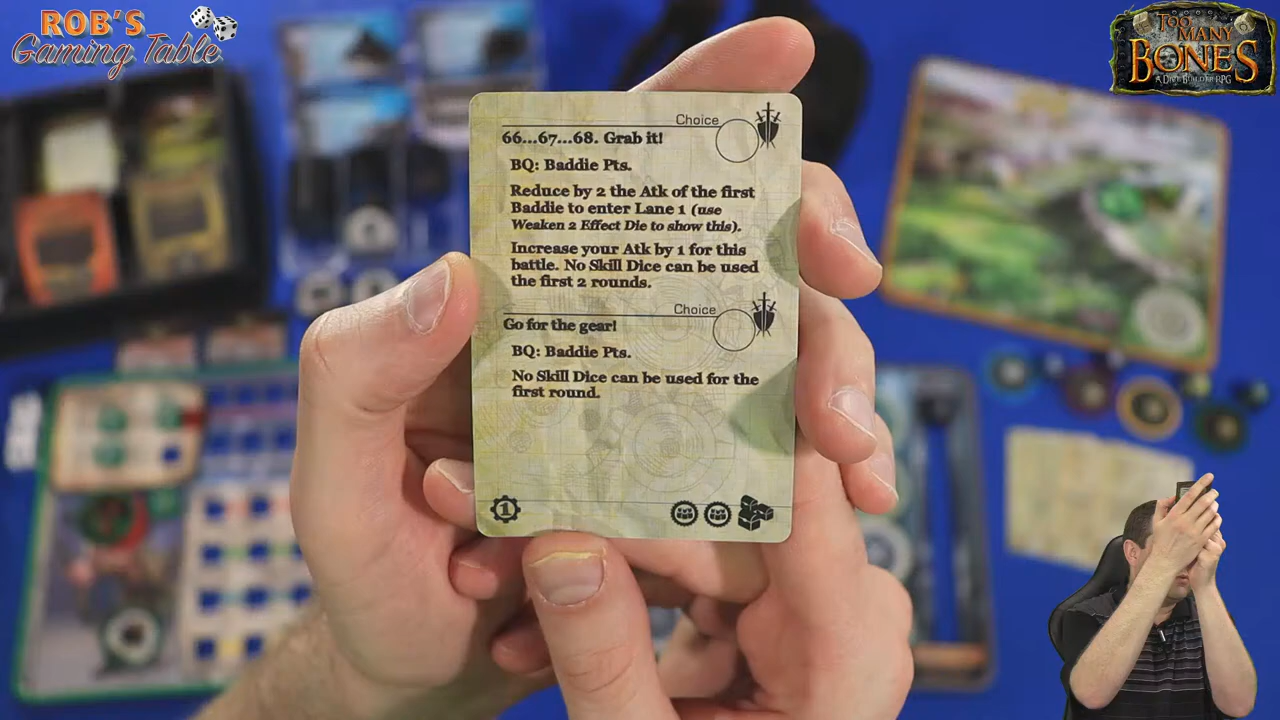 ROB'S
Gaming Table
TOO
MANY
BONES
A DICE BUILDER RPG
Choice
66...67...68. Grab it!
BQ: Baddie Pts.
Reduce by 2 the Atk of the first
Baddie to enter Lane 1 (use
Weaken 2 Effect Die to show this).
Increase your Atk by 1 for this
battle. No Skill Dice can be used
the first 2 rounds.
Choice
Go for the gear!
BQ: Baddie Pts.
No Skill Dice can be used for the
first round.
1